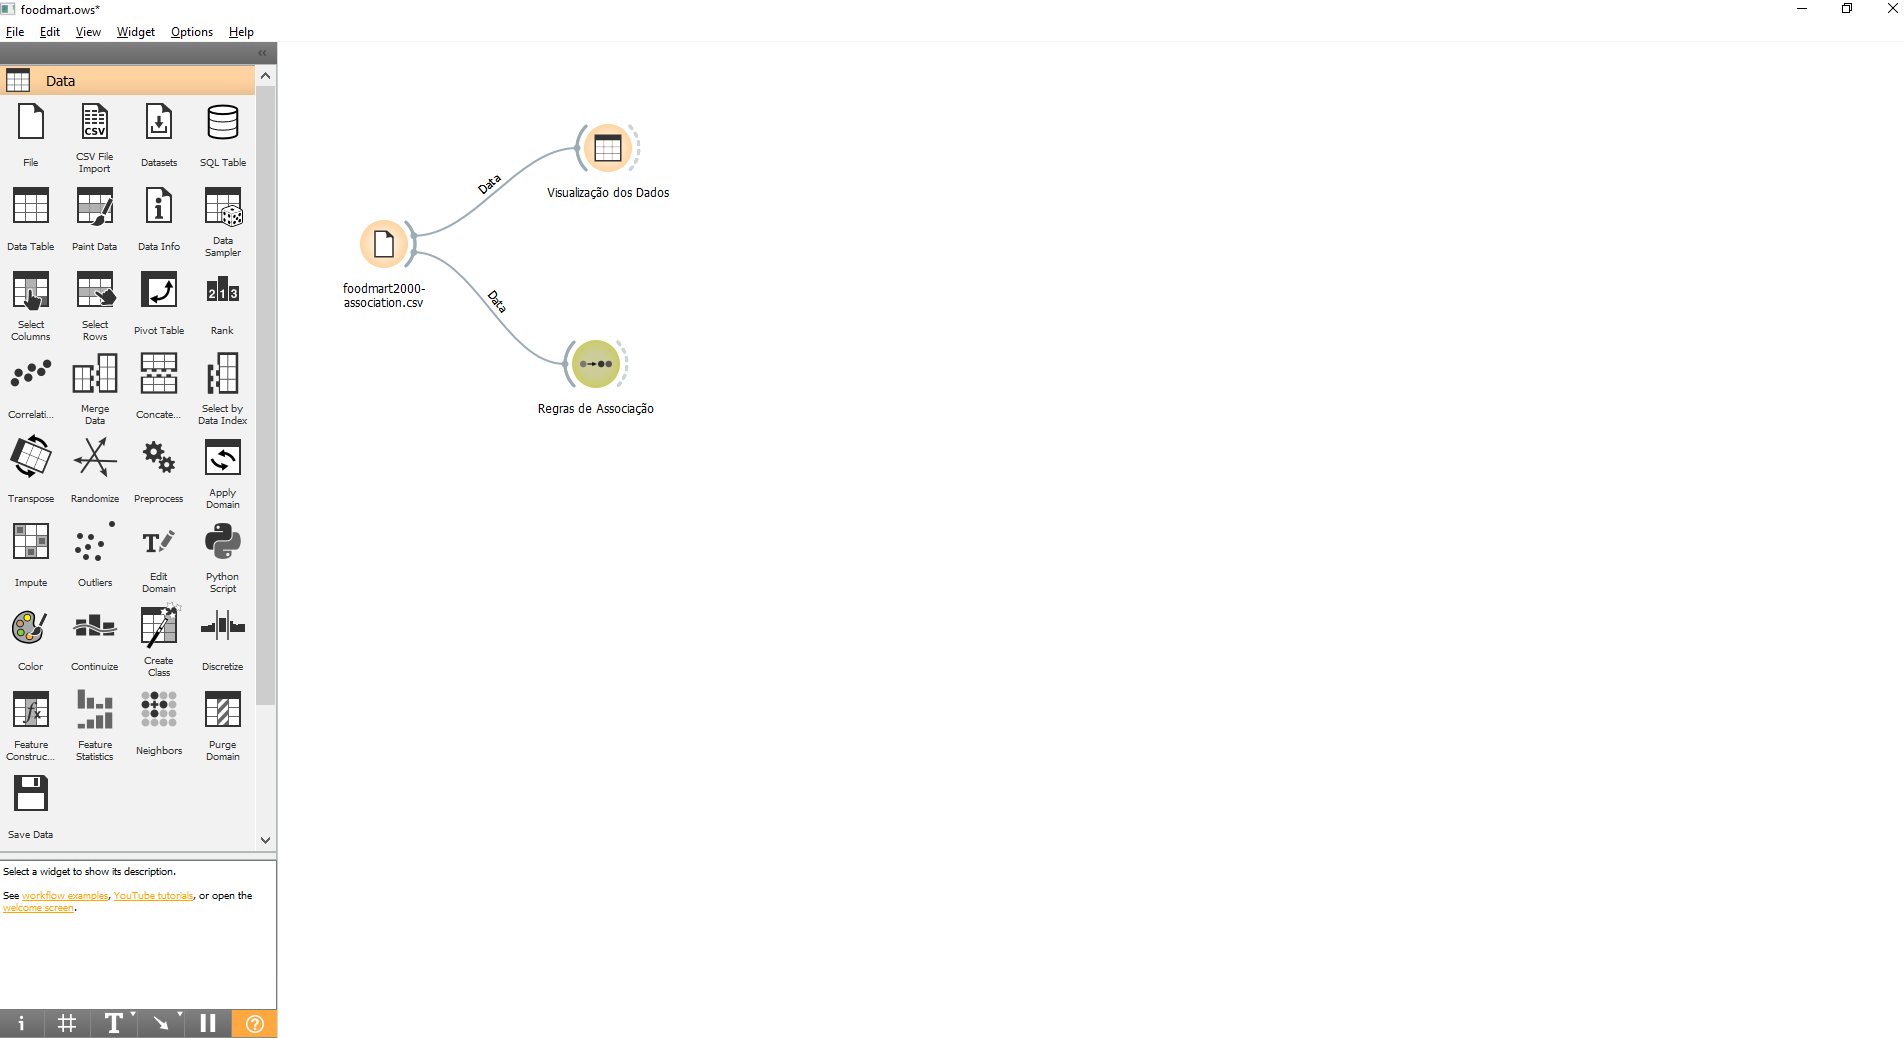 foodmart.ows*
File Edit View Widget Options Help
Data
File
CSV File
Import
Datasets
SQL Table
Data Table
Paint Data
Data Info
Data
Sampler
Select
Columns
Select
Rows
Pivot Table
Rank
Correlati...
Merge
Data
Concate...
Select by
Data Index
Transpose
Randomize
Preprocess
Apply
Domain
Impute
Outliers
Edit
Domain
Python
Script
Color
Continuize
Create
Class
Discretize
Feature
Construc...
Feature
Statistics
Neighbors
Purge
Domain
Save Data
Select a widget to show its description.
See workflow examples, YouTube tutorials, or open the
welcome screen.
Data
Visualização dos Dados
foodmart2000-
association.csv
Data
Regras de Associação